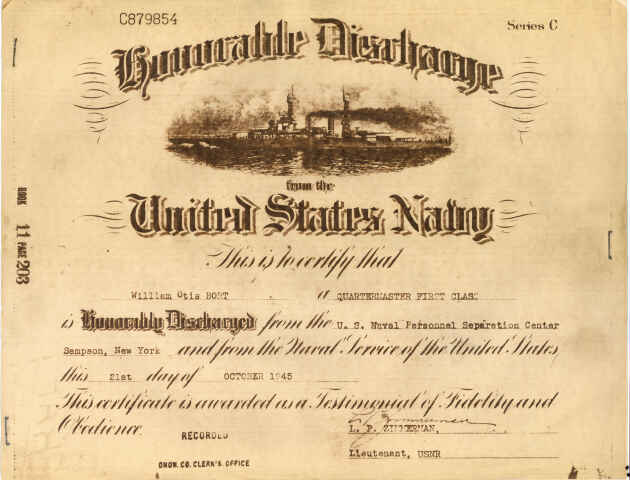 C879854
Series C
Honorable Discharge
from the
United States Navy
This is to certify that
William Otis BORT a QUARTERMASTER FIRST CLASS
is Honorably Discharged from the U. S. Naval Personnel Separation Center
Sampson, New York and from the Naval Service of the United States,
this 21st day of OCTOBER 1945
This certificate is awarded as a Testimonial of Fidelity and
Obedience.
L. P. ZIMMERMAN,
Lieutenant, USNR
RECORDED
ONON. CO. CLERK'S OFFICE
BOOK 11 PAGE 203